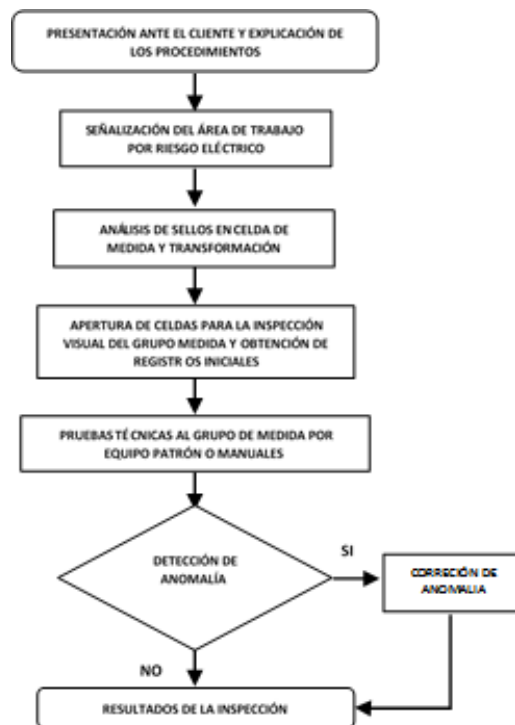 PRESENTACIÓN ANTE EL CLIENTE Y EXPLICACIÓN DE
LOS PROCEDIMIENTOS
SEÑALIZACIÓN DEL ÁREA DE TRABAJO
POR RIESGO ELÉCTRICO
ANÁLISIS DE SELLOS EN CELDA DE
MEDIDA Y TRANSFORMACIÓN
APERTURA DE CELDAS PARA LA INSPECCIÓN
VISUAL DEL GRUPO MEDIDA Y OBTENCIÓN DE
REGISTR OS INICIALES
PRUEBAS TÉCNICAS AL GRUPO DE MEDIDA POR
EQUIPO PATRÓN O MANUALES
DETECCIÓN DE
ANOMALÍA
SI
CORRECIÓN DE
ANOMALIA
NO
RESULTADOS DE LA INSPECCIÓN